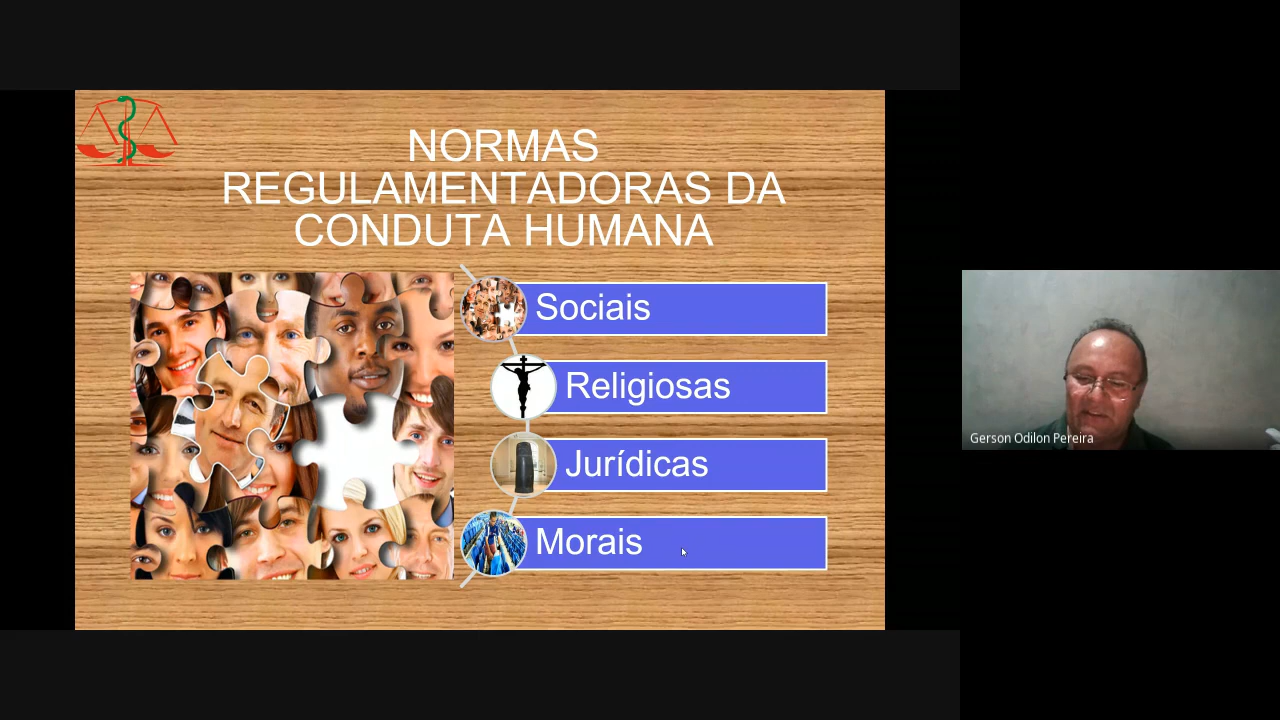 NORMAS
REGULAMENTADORAS DA
CONDUTA HUMANA
Sociais
Religiosas
Jurídicas
Morais
Gerson Odilon Pereira